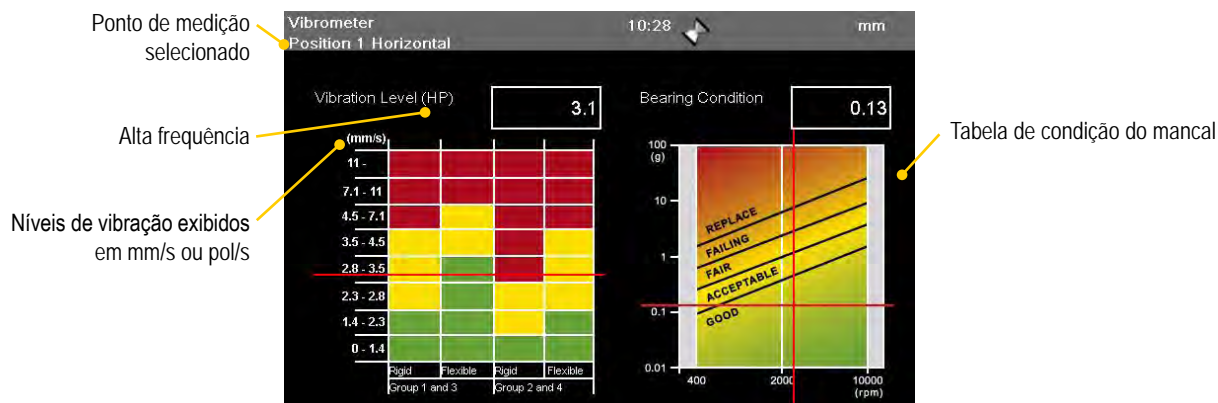 Ponto de medição
selecionado
Alta frequência
Níveis de vibração exibidos
em mm/s ou pol/s
Vibrometer
Position 1 Horizontal
10:28
mm
Vibration Level (HP)
3.1
(mm/s)
11 -
7.1 - 11
4.5 - 7.1
3.5 - 4.5
2.8 - 3.5
2.3 - 2.8
1.4 - 2.3
0 - 1.4
Rigid Flexible Rigid Flexible
Group 1 and 3 Group 2 and 4
Bearing Condition
0.13
100
(g)
10
1
0.1
0.01
REPLACE
FAILING
FAIR
ACCEPTABLE
GOOD
400 2000 10000
(rpm)
Tabela de condição do mancal